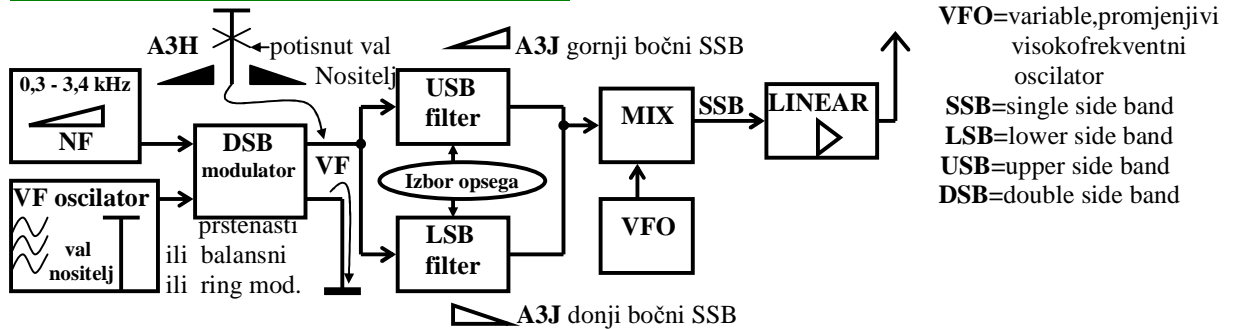 A3H
potisnut val
Nositelj
A3J gornji bočni SSB
0,3 - 3,4 kHz
NF
VF oscilator
val
nositelj
DSB
modulator
prstenasti
ili balansni
ili ring mod.
VF
USB
filter
Izbor opsega
LSB
filter
A3J donji bočni SSB
MIX
VFO
SSB
LINEAR
VFO=variable,promjenjivi
visokofrekventni
oscilator
SSB=single side band
LSB=lower side band
USB=upper side band
DSB=double side band